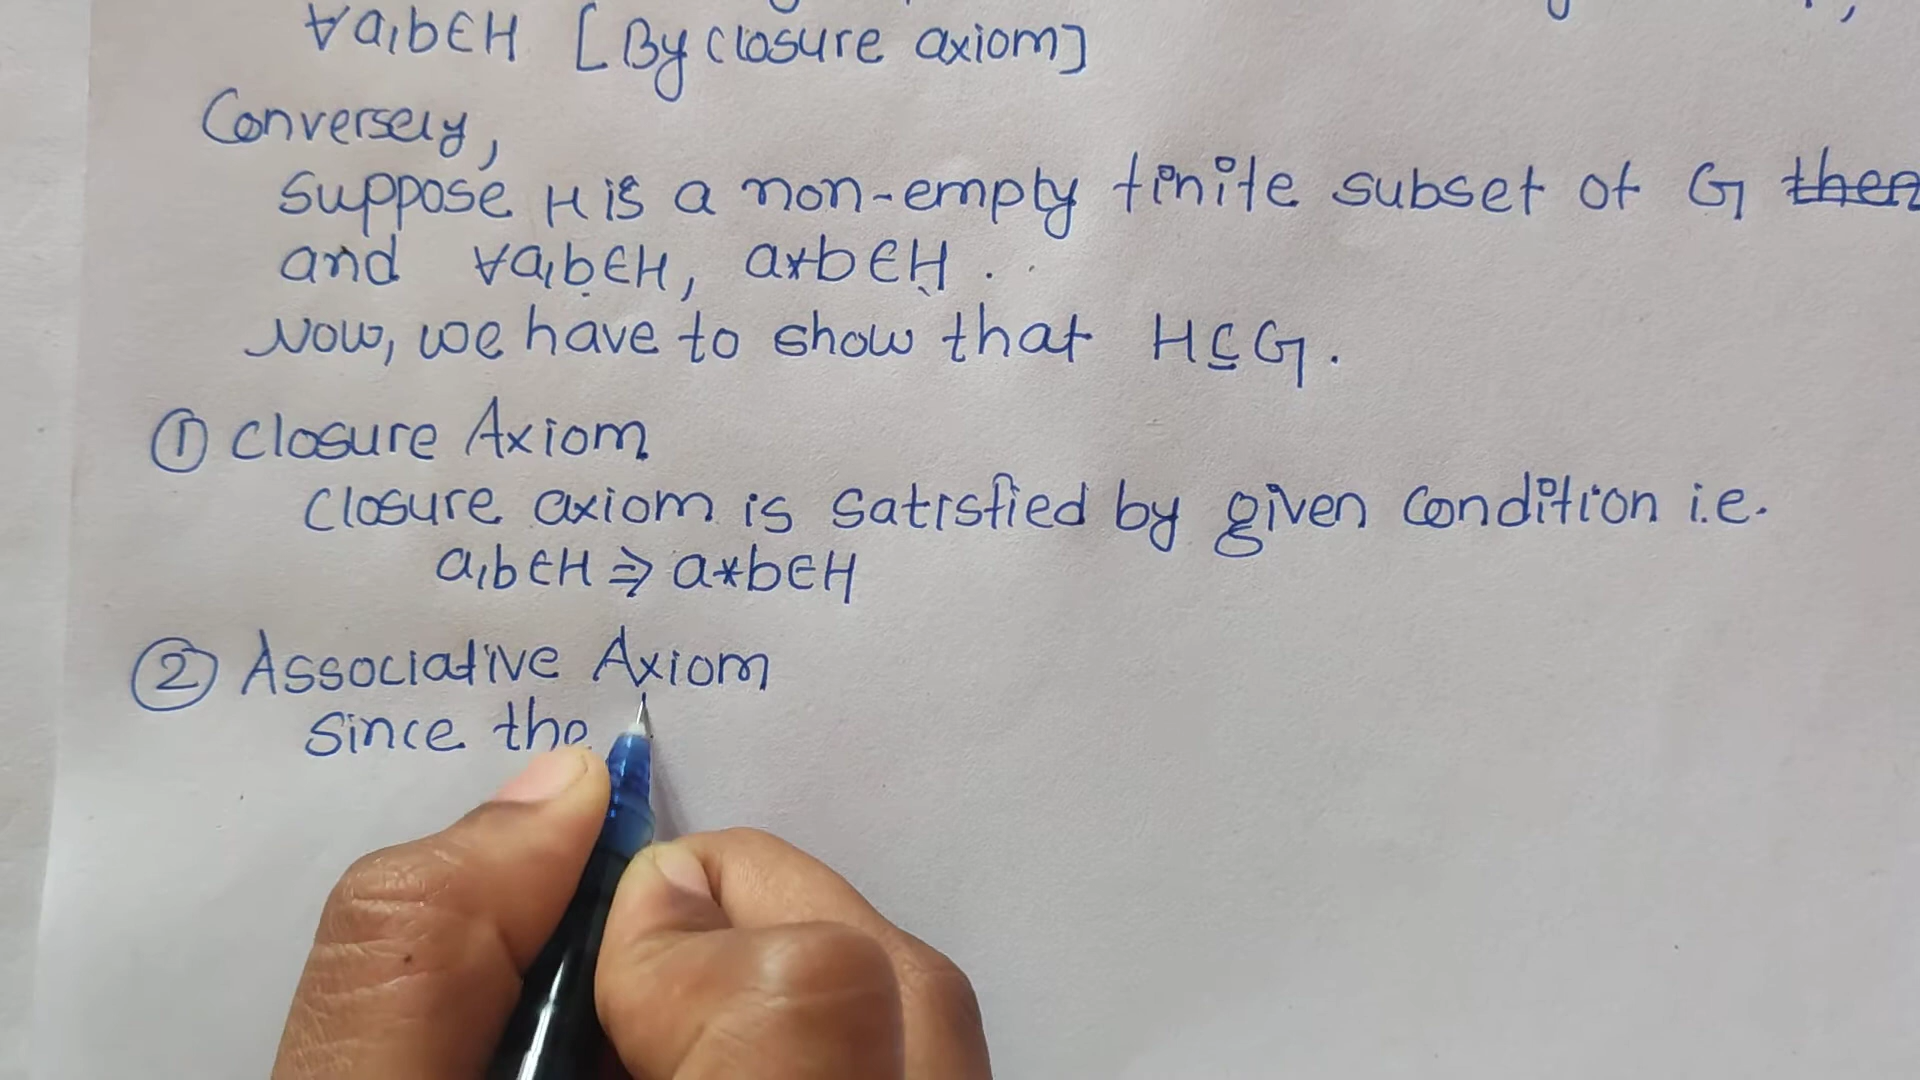 ∀a,b∈H [By closure axiom]
Conversely,
suppose H is a non-empty finite subset of G then
and ∀a,b∈H, a*b∈H.
Now, we have to show that H⊆G.
① Closure Axiom
Closure axiom is satisfied by given condition i.e.
a,b∈H ⇒ a*b∈H
② Associative Axiom
Since the